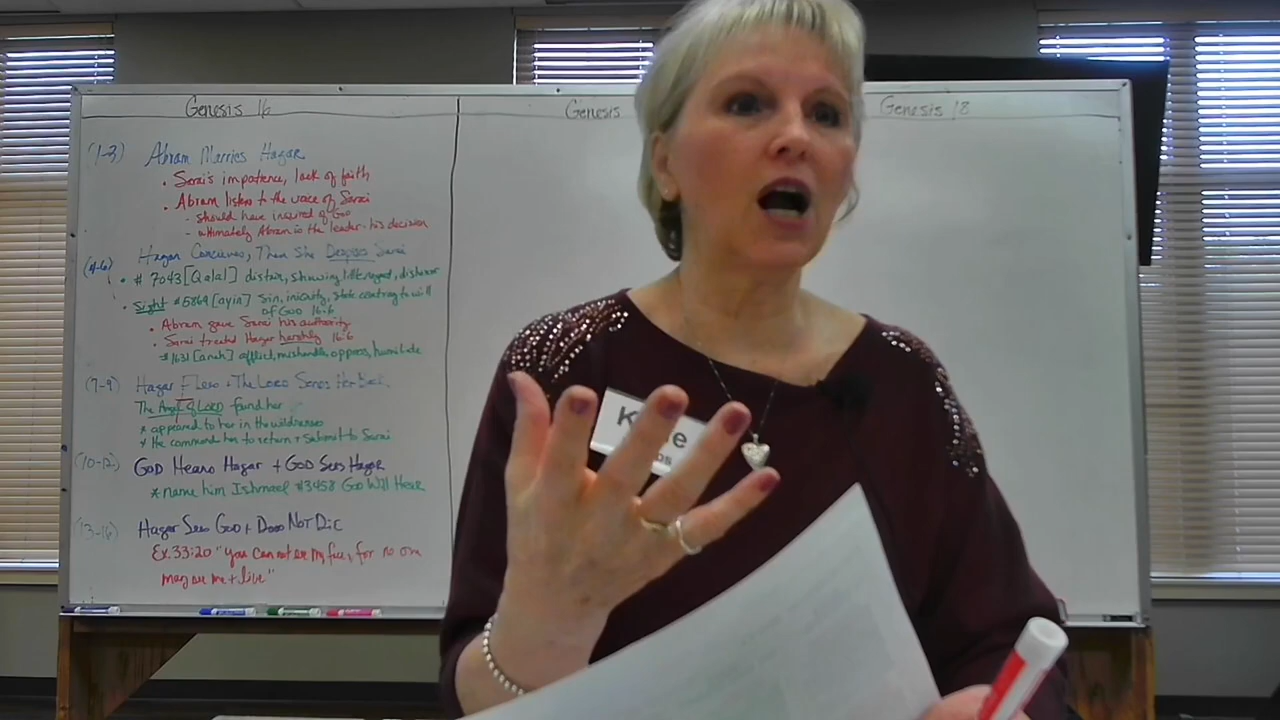 Genesis 16
Genesis
Genesis 18
(1-3) Abram Marries Hagar
• Sarai's impatience, lack of faith
• Abram listens to the voice of Sarai
- should have inquired of God
- ultimately Abram is the leader - his decision
(4-6) Hagar Conceives, Then She Despises Sarai
• # 7043 [Qalal] disdain, showing little regard, dishonor
• Sight #5869 [ayin] sin, iniquity, state contrary to will
of God 16:6
• Abram gave Sarai his authority
• Sarai treated Hagar harshly 16:6
[anah] afflict, mishandle, oppress, humiliate
(7-9) Hagar Flees + The LORD Sends Her Back
The Angel of LORD found her
* appeared to her in the wilderness
* He commands her to return + submit to Sarai
(10-12) GOD Hears Hagar + GOD Sees Hagar
* name him Ishmael #3458 God Will Hear
(13-16) Hagar Sees GOD + Does Not Die
Ex. 33:20 "you can not see my face, for no one
may see me + live"
K
e